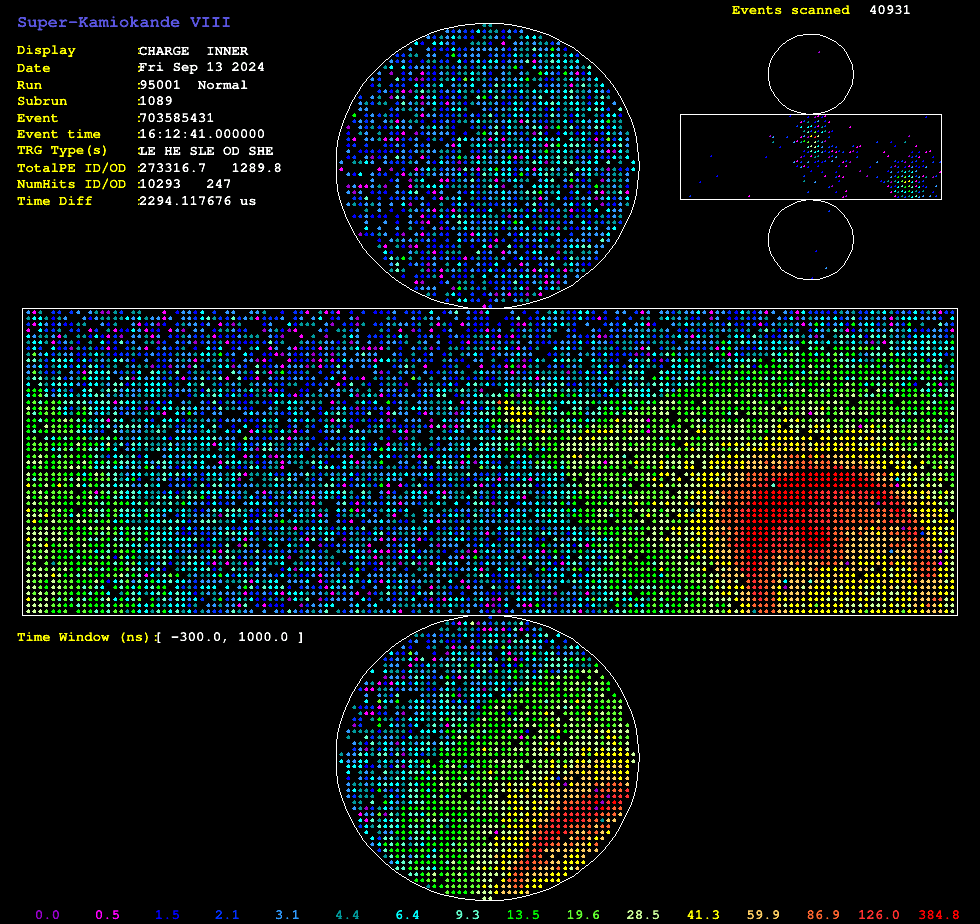 Super-Kamiokande VIII
Events scanned 40931
Display :CHARGE INNER
Date :Fri Sep 13 2024
Run :95001 Normal
Subrun :1089
Event :703585431
Event time :16:12:41.000000
TRG Type(s) :LE HE SLE OD SHE
TotalPE ID/OD :273316.7 1289.8
NumHits ID/OD :10293 247
Time Diff :2294.117676 us
Time Window (ns):[ -300.0, 1000.0 ]
0.0 0.5 1.5 2.1 3.1 4.4 6.4 9.3 13.5 19.6 28.5 41.3 59.9 86.9 126.0 384.8